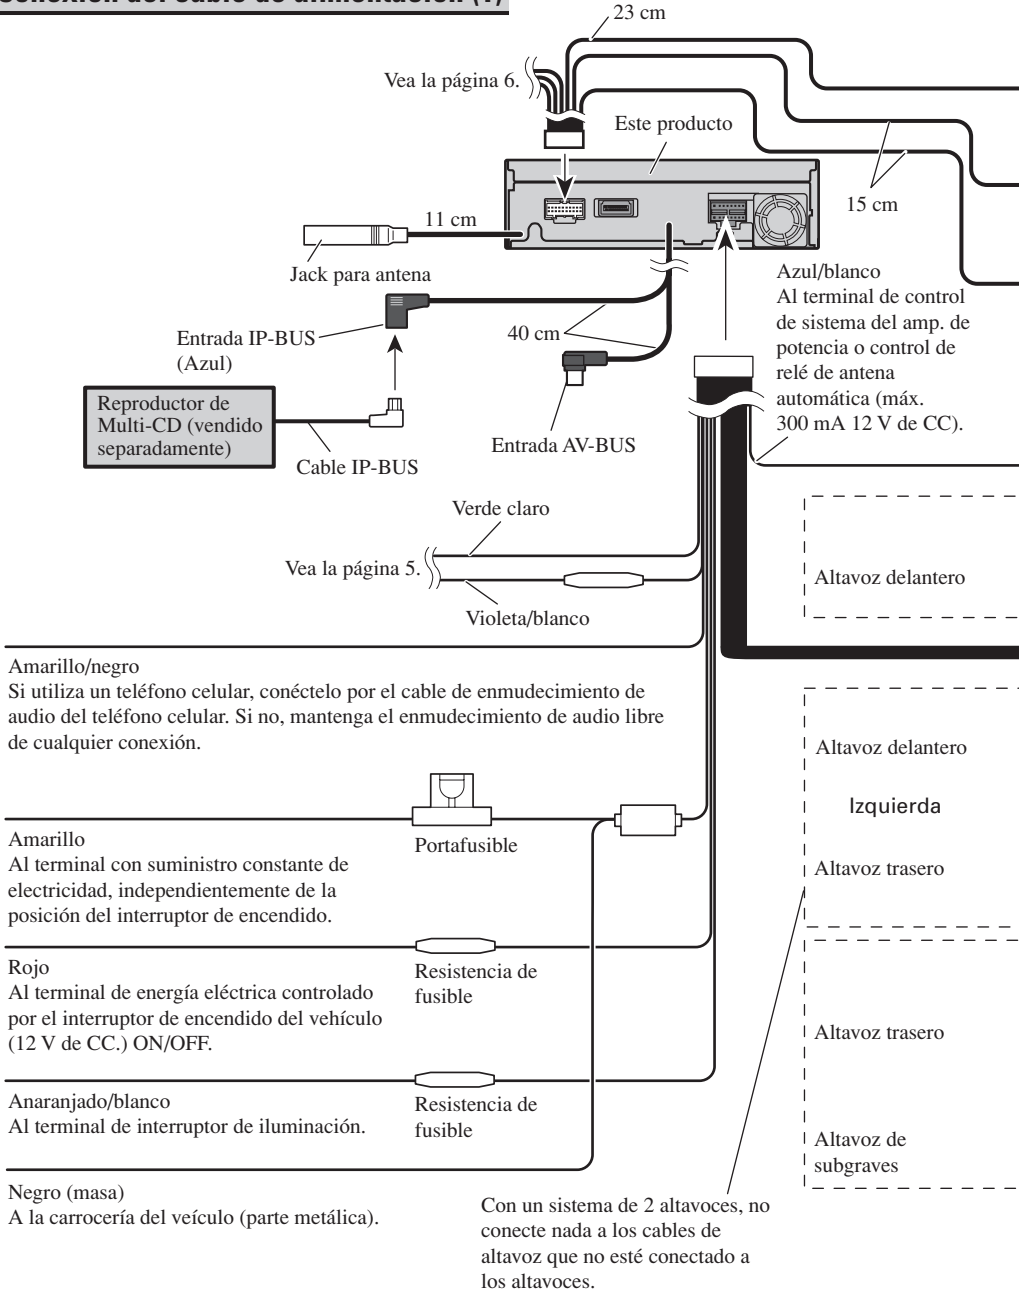 Conexión del cable de alimentación (1)
23 cm
Vea la página 6.
Este producto
15 cm
11 cm
Jack para antena
Entrada IP-BUS
(Azul)
40 cm
Azul/blanco
Al terminal de control
de sistema del amp. de
potencia o control de
relé de antena
automática (máx.
300 mA 12 V de CC).
Reproductor de
Multi-CD (vendido
separadamente)
Cable IP-BUS
Entrada AV-BUS
Verde claro
Vea la página 5.
Violeta/blanco
Altavoz delantero
Amarillo/negro
Si utiliza un teléfono celular, conéctelo por el cable de enmudecimiento de
audio del teléfono celular. Si no, mantenga el enmudecimiento de audio libre
de cualquier conexión.
Altavoz delantero
Izquierda
Altavoz trasero
Amarillo
Al terminal con suministro constante de
electricidad, independientemente de la
posición del interruptor de encendido.
Portafusible
Rojo
Al terminal de energía eléctrica controlado
por el interruptor de encendido del vehículo
(12 V de CC.) ON/OFF.
Resistencia de
fusible
Altavoz trasero
Anaranjado/blanco
Al terminal de interruptor de iluminación.
Resistencia de
fusible
Altavoz de
subgraves
Negro (masa)
A la carrocería del veículo (parte metálica).
Con un sistema de 2 altavoces, no
conecte nada a los cables de
altavoz que no esté conectado a
los altavoces.